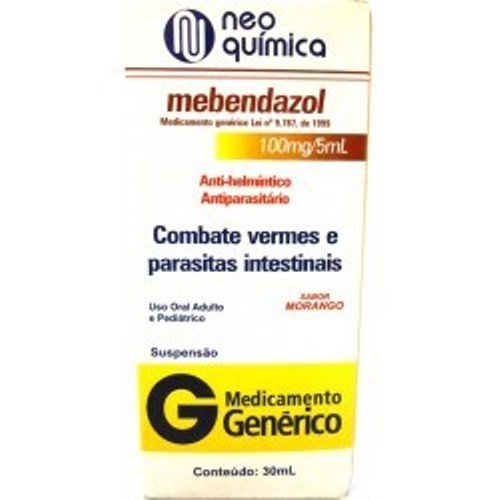 neo
química
mebendazol
Medicamento genérico Lei nº 9.787, de 1999
100mg/5mL
Anti-helmíntico
Antiparasitário
Combate vermes e
parasitas intestinais
SABOR
MORANGO
Uso Oral Adulto
e Pediátrico
Suspensão
G Medicamento
Genérico
Conteúdo: 30mL